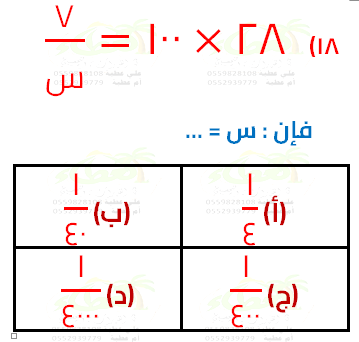 ١٨) ٢٨ × ١٠٠ = ٧/س
فإن : س = ...
(أ) ١/٤
(ب) ١/٤٠
(ج) ١/٤٠٠
(د) ١/٤٠٠٠